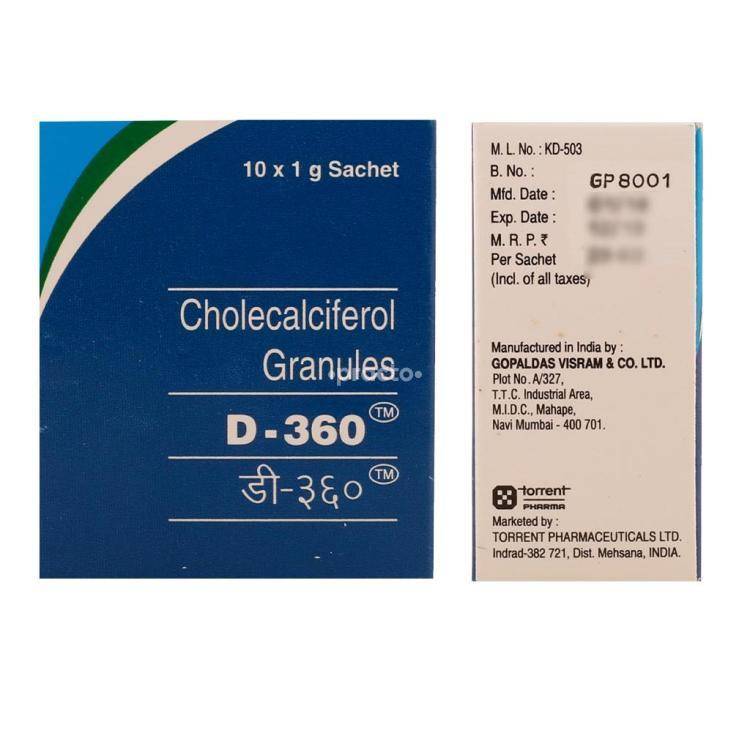 10 x 1 g Sachet
Cholecalciferol
Granules
•practo•
D-360™
डी-३६०™
M. L. No. : KD-503
B. No. : GP8001
Mfd. Date :
Exp. Date :
M. R. P. ₹
Per Sachet
(Incl. of all taxes)
Manufactured in India by :
GOPALDAS VISRAM & CO. LTD.
Plot No. A/327,
T.T.C. Industrial Area,
M.I.D.C., Mahape,
Navi Mumbai - 400 701.
torrent
PHARMA
Marketed by :
TORRENT PHARMACEUTICALS LTD.
Indrad-382 721, Dist. Mehsana, INDIA.